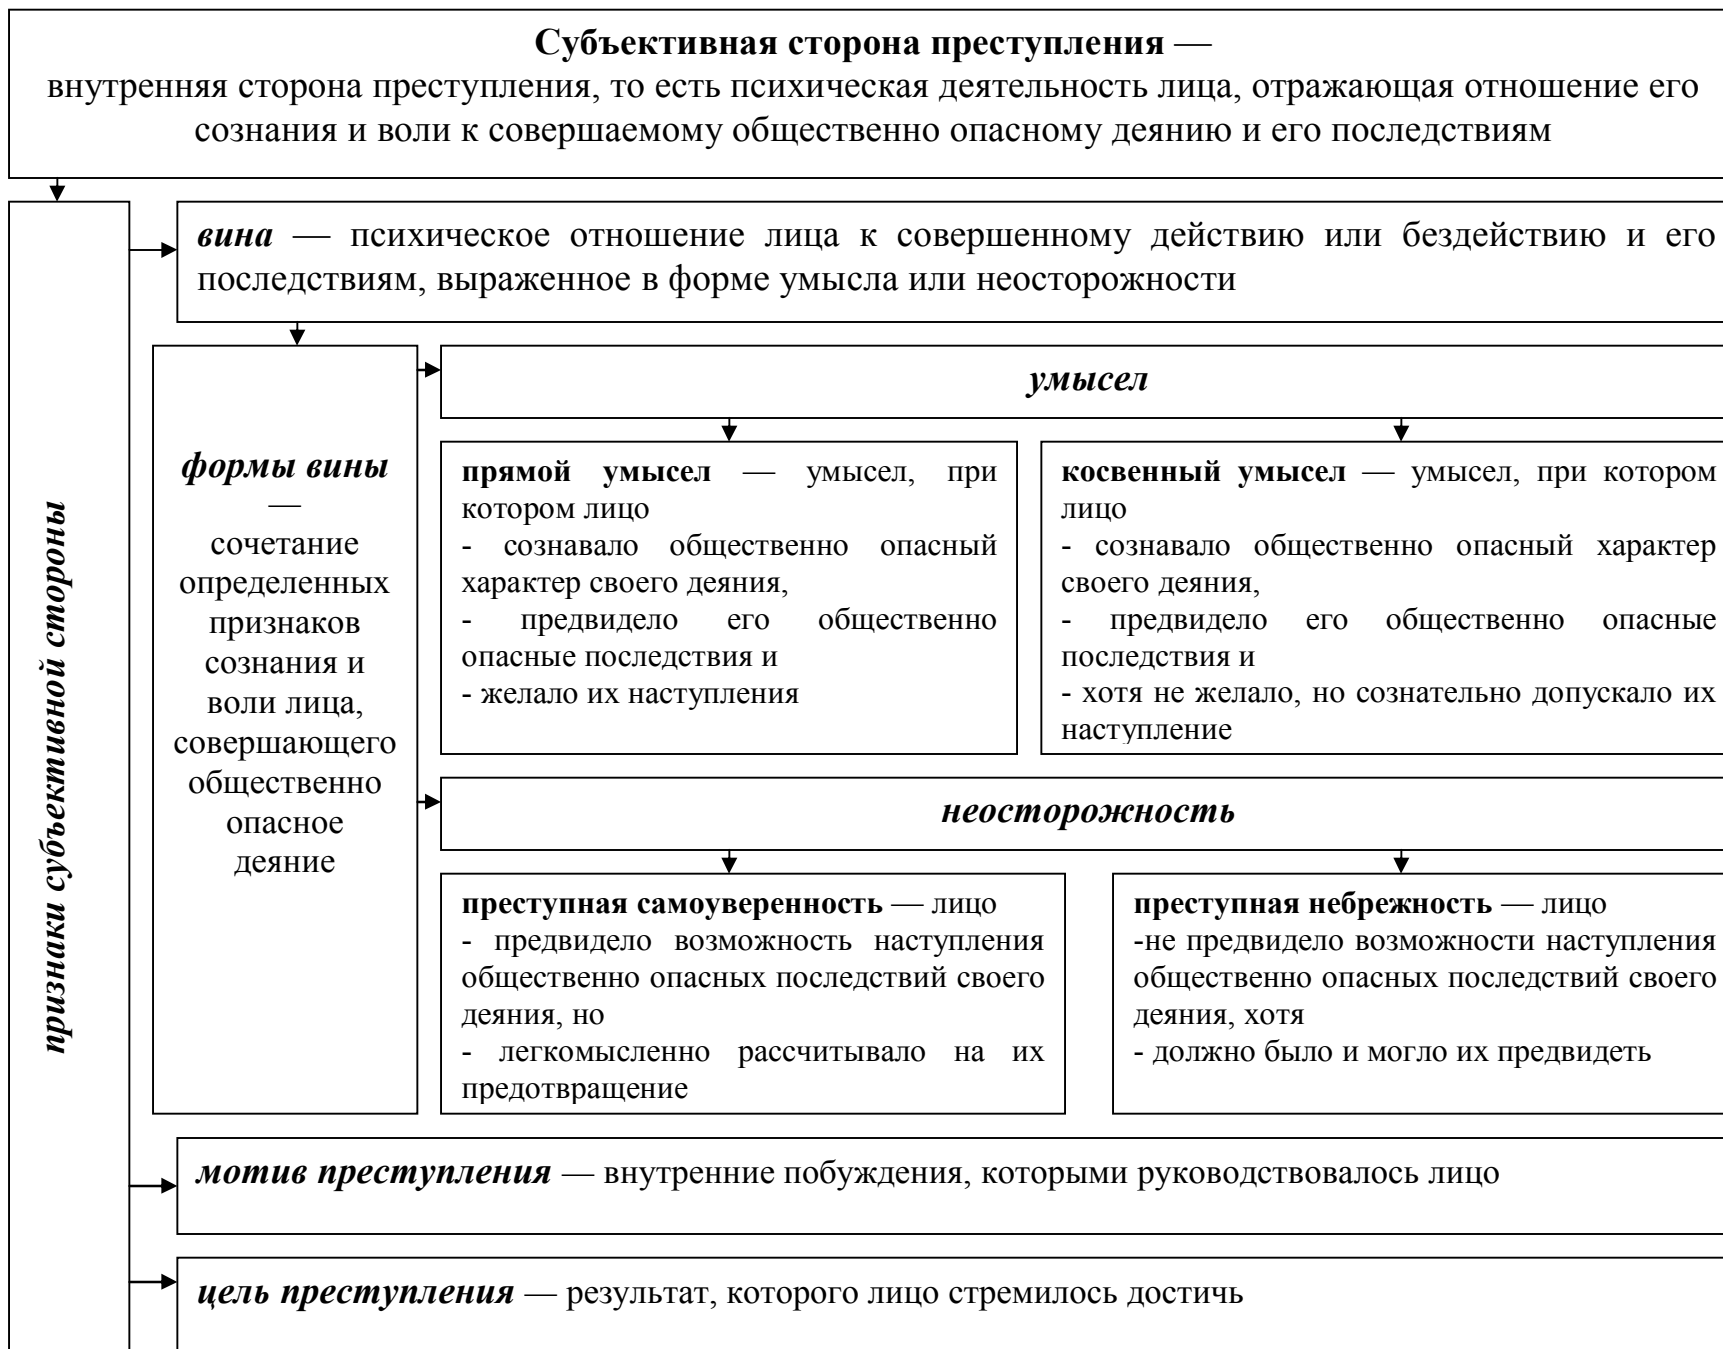 Субъективная сторона преступления —
внутренняя сторона преступления, то есть психическая деятельность лица, отражающая отношение его
сознания и воли к совершаемому общественно опасному деянию и его последствиям
признаки субъективной стороны
вина — психическое отношение лица к совершенному действию или бездействию и его
последствиям, выраженное в форме умысла или неосторожности
формы вины
—
сочетание
определенных
признаков
сознания и
воли лица,
совершающего
общественно
опасное
деяние
умысел
прямой умысел — умысел, при
котором лицо
- сознавало общественно опасный
характер своего деяния,
- предвидело его общественно
опасные последствия и
- желало их наступления
косвенный умысел — умысел, при котором
лицо
- сознавало общественно опасный характер
своего деяния,
- предвидело его общественно опасные
последствия и
- хотя не желало, но сознательно допускало их
наступление
неосторожность
преступная самоуверенность — лицо
- предвидело возможность наступления
общественно опасных последствий своего
деяния, но
- легкомысленно рассчитывало на их
предотвращение
преступная небрежность — лицо
-не предвидело возможности наступления
общественно опасных последствий своего
деяния, хотя
- должно было и могло их предвидеть
мотив преступления — внутренние побуждения, которыми руководствовалось лицо
цель преступления — результат, которого лицо стремилось достичь